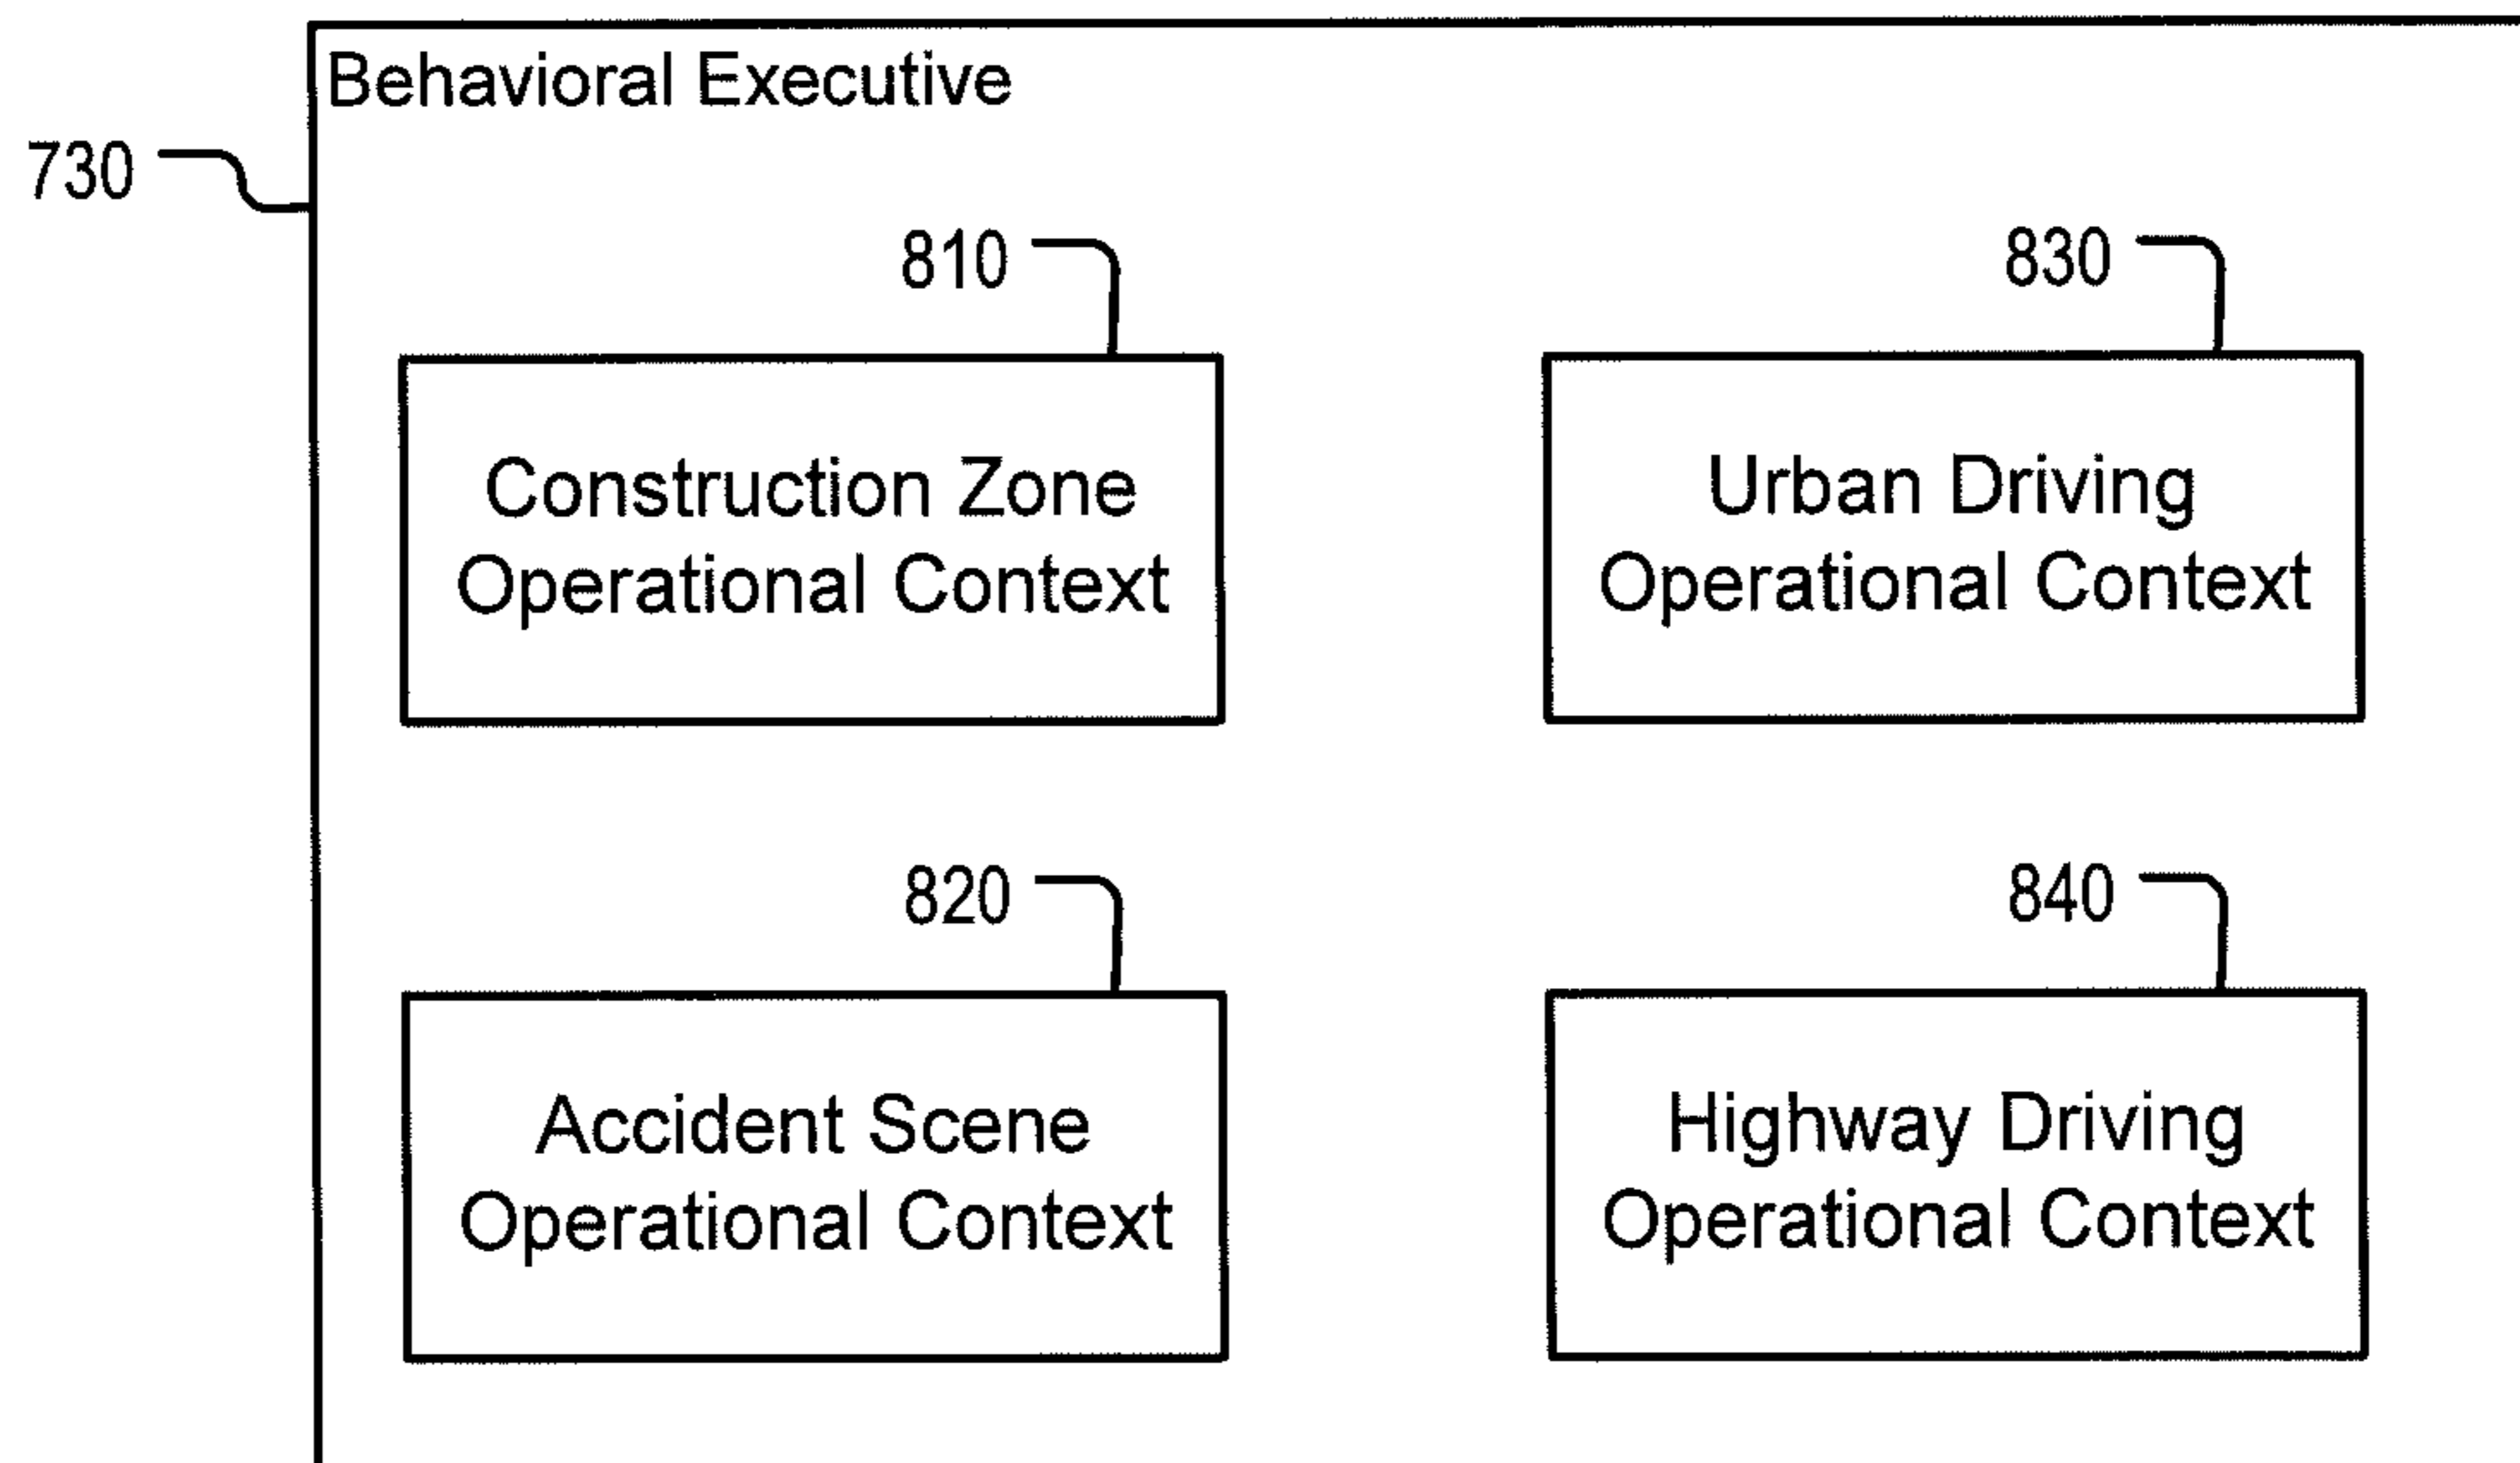 Behavioral Executive
730
810
830
Construction Zone
Operational Context
Urban Driving
Operational Context
820
840
Accident Scene
Operational Context
Highway Driving
Operational Context